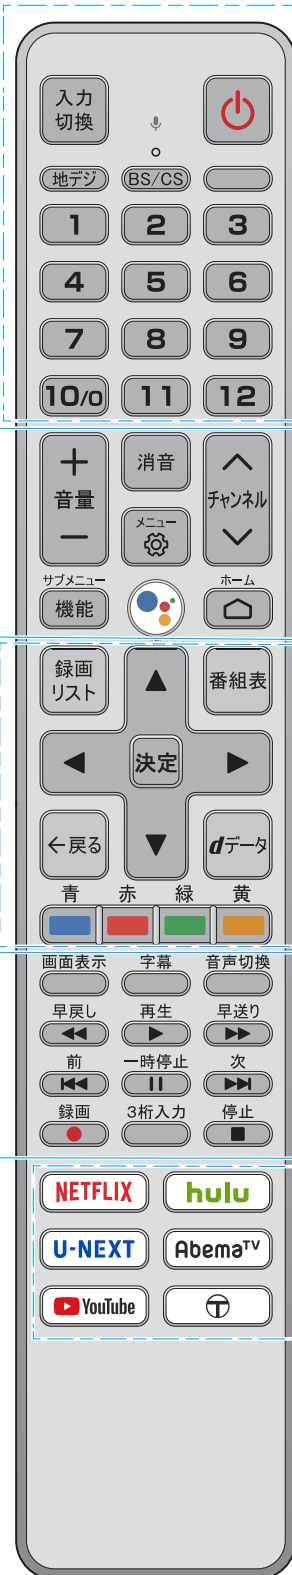 入力
切換
地デジ BS/CS
1 2 3
4 5 6
7 8 9
10/0 11 12
+ 消音
音量 チャンネル
− メニュー
サブメニュー ホーム
機能
録画
リスト
番組表
決定
←戻る dデータ
青 赤 緑 黄
画面表示 字幕 音声切換
早戻し 再生 早送り
前 一時停止 次
録画 3桁入力 停止
NETFLIX hulu
U-NEXT AbemaTV
YouTube T